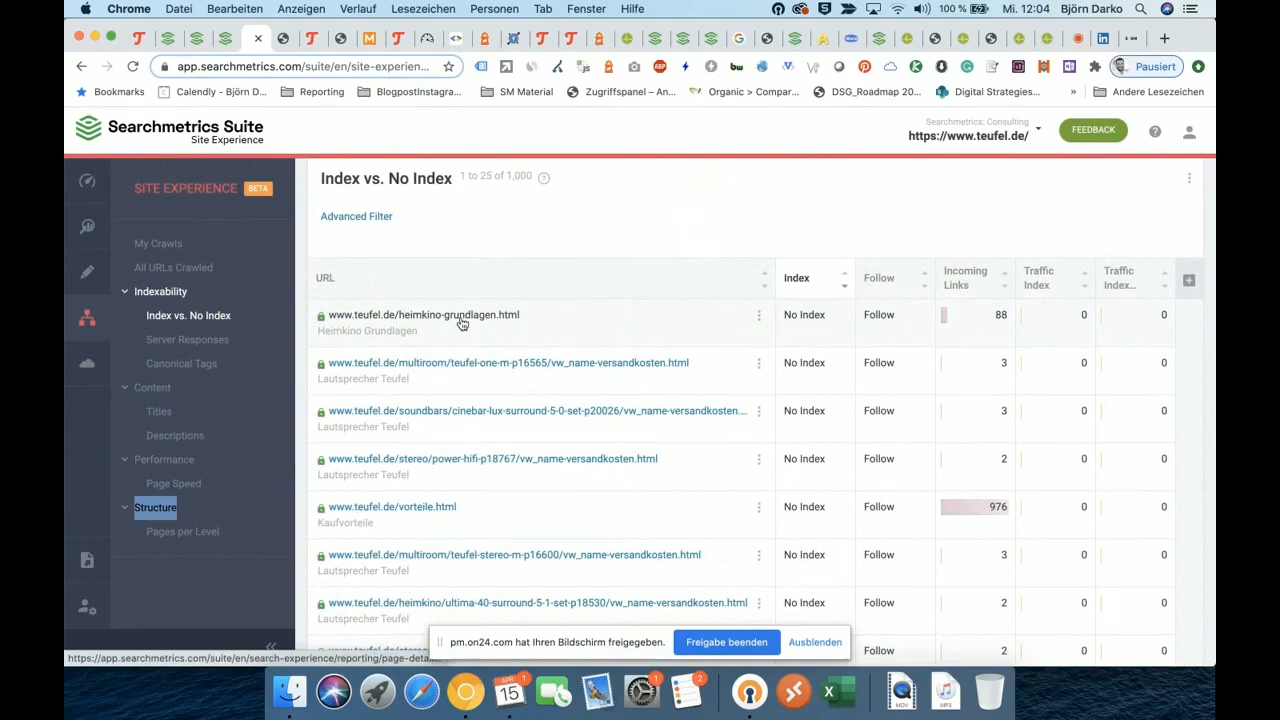 Chrome Datei Bearbeiten Anzeigen Verlauf Lesezeichen Personen Tab Fenster Hilfe 100 % Mi. 12:04 Björn Darko
app.searchmetrics.com/suite/en/site-experien... Pausiert
Bookmarks Calendly - Björn D... Reporting BlogpostInstagra... SM Material Zugriffspanel – An... Organic > Compar... DSG_Roadmap 20... Digital Strategies... » Andere Lesezeichen
Searchmetrics Suite
Site Experience
Searchmetrics: Consulting
https://www.teufel.de/
FEEDBACK
SITE EXPERIENCE BETA
My Crawls
All URLs Crawled
Indexability
Index vs. No Index
Server Responses
Canonical Tags
Content
Titles
Descriptions
Performance
Page Speed
Structure
Pages per Level
Index vs. No Index 1 to 25 of 1,000
Advanced Filter
URL Index Follow Incoming Links Traffic Index Traffic Index...
www.teufel.de/heimkino-grundlagen.html No Index Follow 88 0 0
Heimkino Grundlagen
www.teufel.de/multiroom/teufel-one-m-p16565/vw_name-versandkosten.html No Index Follow 3 0 0
Lautsprecher Teufel
www.teufel.de/soundbars/cinebar-lux-surround-5-0-set-p20026/vw_name-versandkosten.... No Index Follow 3 0 0
Lautsprecher Teufel
www.teufel.de/stereo/power-hifi-p18767/vw_name-versandkosten.html No Index Follow 2 0 0
Lautsprecher Teufel
www.teufel.de/vorteile.html No Index Follow 976 0 0
Kaufvorteile
www.teufel.de/multiroom/teufel-stereo-m-p16600/vw_name-versandkosten.html No Index Follow 3 0 0
Lautsprecher Teufel
www.teufel.de/heimkino/ultima-40-surround-5-1-set-p18530/vw_name-versandkosten.html No Index Follow 2 0 0
Lautsprecher Teufel
Follow 2 0 0
pm.on24.com hat Ihren Bildschirm freigegeben. Freigabe beenden Ausblenden
https://app.searchmetrics.com/suite/en/search-experience/reporting/page-detai...
APR 15 1 1 2
MOV MP3